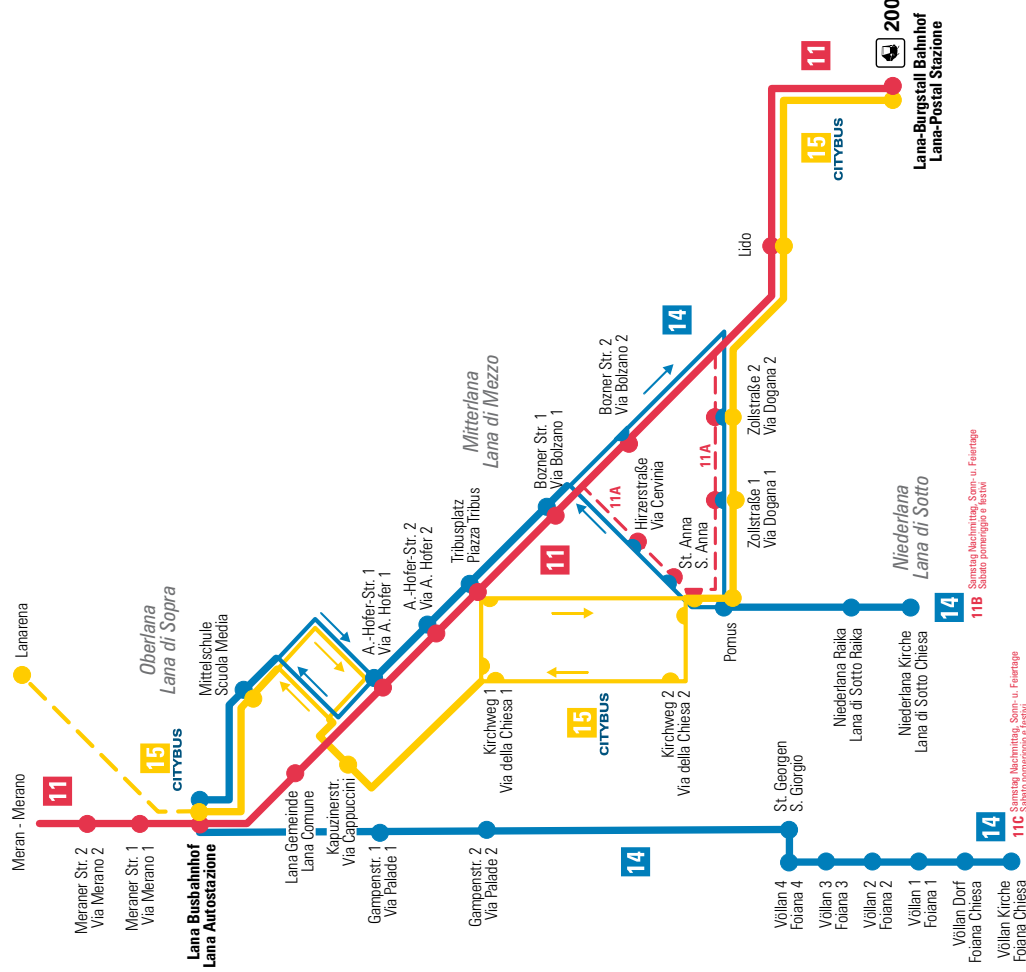 Meran - Merano
11
Meraner Str. 2
Via Merano 2
Meraner Str. 1
Via Merano 1
Lana Busbahnhof
Lana Autostazione
Lanarena
15
CITYBUS
Oberlana
Lana di Sopra
Mittelschule
Scuola Media
Lana Gemeinde
Lana Comune
Kapuzinerstr.
Via Cappuccini
Gampenstr. 1
Via Palade 1
Gampenstr. 2
Via Palade 2
14
St. Georgen
S. Giorgio
Völlan 4
Foiana 4
Völlan 3
Foiana 3
Völlan 2
Foiana 2
Völlan 1
Foiana 1
Völlan Dorf
Foiana Chiesa
Völlan Kirche
Foiana Chiesa
14
11C Samstag Nachmittag, Sonn- u. Feiertage
Sabato pomeriggio e festivi
A.-Hofer-Str. 1
Via A. Hofer 1
A.-Hofer-Str. 2
Via A. Hofer 2
Tribusplatz
Piazza Tribus
Mitterlana
Lana di Mezzo
Bozner Str. 1
Via Bolzano 1
11
Kirchweg 1
Via della Chiesa 1
15
CITYBUS
Kirchweg 2
Via della Chiesa 2
11A
Hirzerstraße
Via Cervinia
St. Anna
S. Anna
Bozner Str. 2
Via Bolzano 2
14
11A
Pomus
Zollstraße 1
Via Dogana 1
Zollstraße 2
Via Dogana 2
Niederlana Raika
Lana di Sotto Raika
Niederlana Kirche
Lana di Sotto Chiesa
Niederlana
Lana di Sotto
14
11B Samstag Nachmittag, Sonn- u. Feiertage
Sabato pomeriggio e festivi
Lido
11
15
CITYBUS
200
Lana-Burgstall Bahnhof
Lana-Postal Stazione